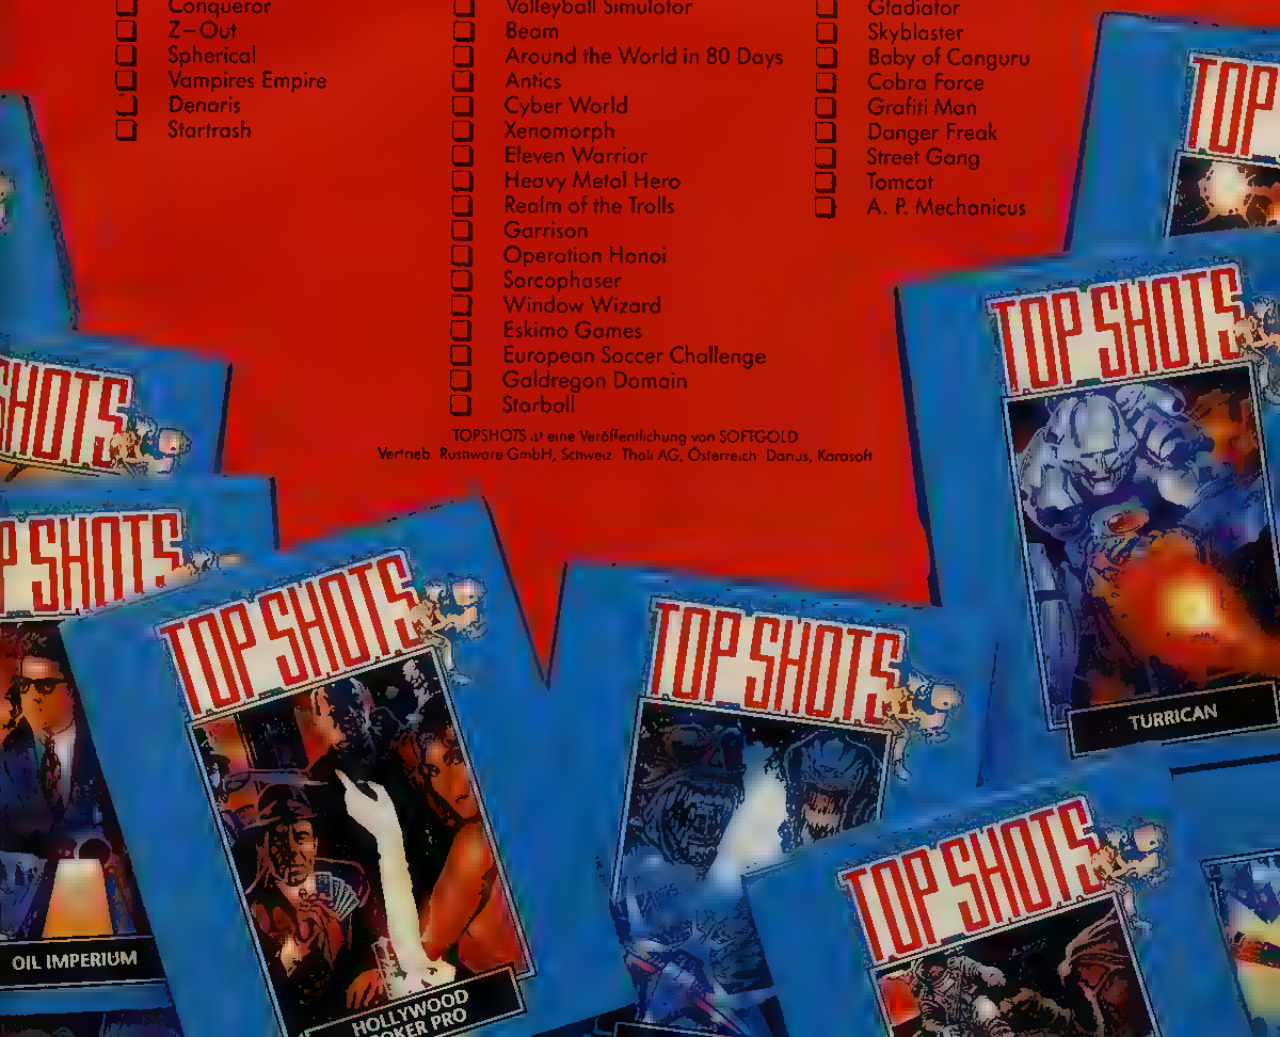 Conqueror
Z-Out
Spherical
Vampires Empire
Denaris
Startrash
Volleyball Simulator
Beam
Around the World in 80 Days
Antics
Cyber World
Xenomorph
Eleven Warrior
Heavy Metal Hero
Realm of the Trolls
Garrison
Operation Hanoi
Sarcophaser
Window Wizard
Eskimo Games
European Soccer Challenge
Galdregon Domain
Starball
Gladiator
Skyblaster
Baby of Canguru
Cobra Force
Grafiti Man
Danger Freak
Street Gang
Tomcat
A. P. Mechanicus
TOPSHOTS ist eine Veröffentlichung von SOFTGOLD
Vertrieb: Rushware GmbH, Schweiz: Thali AG, Österreich: Darius, Karasoft
TOP
TOP SHOTS
TURRICAN
SHOTS
P SHOTS
OIL IMPERIUM
TOP SHOTS
HOLLYWOOD
POKER PRO
TOP SHOTS
TOP SHOTS